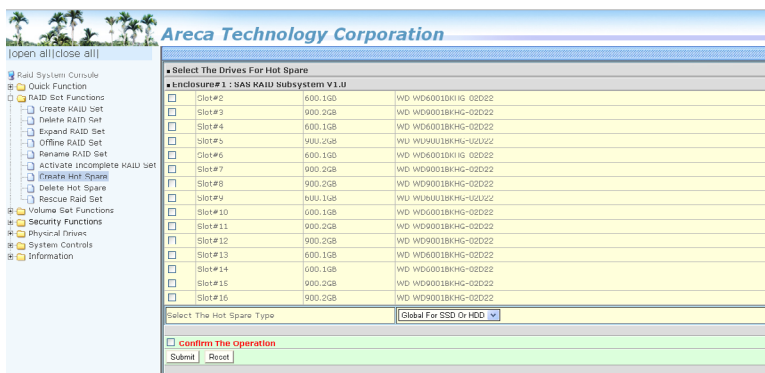 Areca Technology Corporation
|open all|close all|
Raid System Console
Quick Function
RAID Set Functions
Create RAID Set
Delete RAID Set
Expand RAID Set
Offline RAID Set
Rename RAID Set
Activate Incomplete RAID Set
Create Hot Spare
Delete Hot Spare
Rescue Raid Set
Volume Set Functions
Security Functions
Physical Drives
System Controls
Information
Select The Drives For Hot Spare
Enclosure#1 : SAS RAID Subsystem V1.0
Slot#2 600.1GB WD WD6001BKHG-02D22
Slot#3 900.2GB WD WD9001BKHG-02D22
Slot#4 600.1GB WD WD6001BKHG-02D22
Slot#5 900.2GB WD WD9001BKHG-02D22
Slot#6 600.1GB WD WD6001BKHG-02D22
Slot#7 900.2GB WD WD9001BKHG-02D22
Slot#8 900.2GB WD WD9001BKHG-02D22
Slot#9 600.1GB WD WD6001BKHG-02D22
Slot#10 600.1GB WD WD6001BKHG-02D22
Slot#11 900.2GB WD WD9001BKHG-02D22
Slot#12 900.2GB WD WD9001BKHG-02D22
Slot#13 600.1GB WD WD6001BKHG-02D22
Slot#14 600.1GB WD WD6001BKHG-02D22
Slot#15 900.2GB WD WD9001BKHG-02D22
Slot#16 900.2GB WD WD9001BKHG-02D22
Select The Hot Spare Type Global For SSD Or HDD
Confirm The Operation
Submit Reset